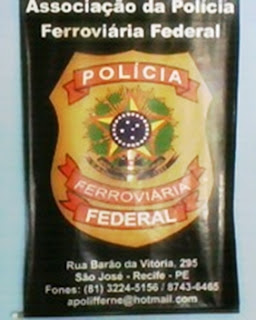 Associação da Polícia
Ferroviária Federal
POLÍCIA
FERROVIÁRIA
FEDERAL
Rua Barão da Vitória, 295
São José - Recife - PE
Fones: (81) 3224-5156 / 8743-6465
apolifferne@hotmail.com